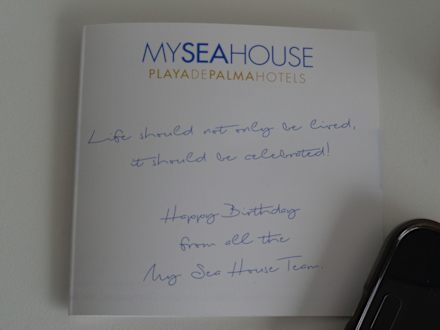 MYSEAHOUSE
PLAYADEPALMAHOTELS
Life should not only be lived,
it should be celebrated!
Happy Birthday
from all the
My Sea House Team.